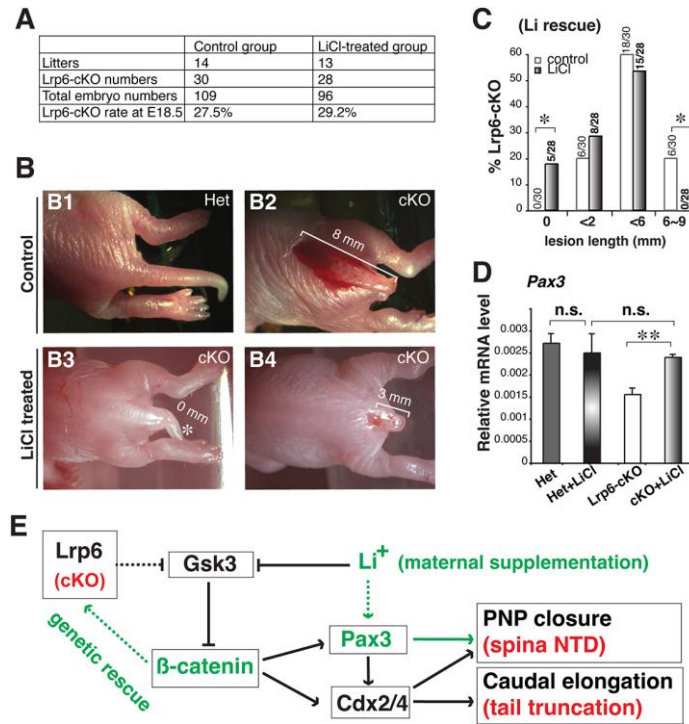 A
Control group LiCl-treated group
Litters 14 13
Lrp6-cKO numbers 30 28
Total embryo numbers 109 96
Lrp6-cKO rate at E18.5 27.5% 29.2%
B
Control
LiCl treated
B1 Het
B2 cKO
8 mm
B3 cKO
0 mm
*
B4 cKO
3 mm
C (Li rescue)
control
LiCl
% Lrp6-cKO
60
40
20
0
*
0/30
5/28
6/30
8/28
18/30
15/28
6/30
*
0/28
0 <2 <6 6~9
lesion length (mm)
D Pax3
n.s. n.s.
**
Relative mRNA level
0.003
0.0025
0.002
0.0015
0.001
0.0005
0
Het
Het+LiCl
Lrp6-cKO
cKO+LiCl
E
Lrp6
(cKO)
Gsk3
Li+ (maternal supplementation)
genetic rescue
ß-catenin
Pax3
Cdx2/4
PNP closure
(spina NTD)
Caudal elongation
(tail truncation)